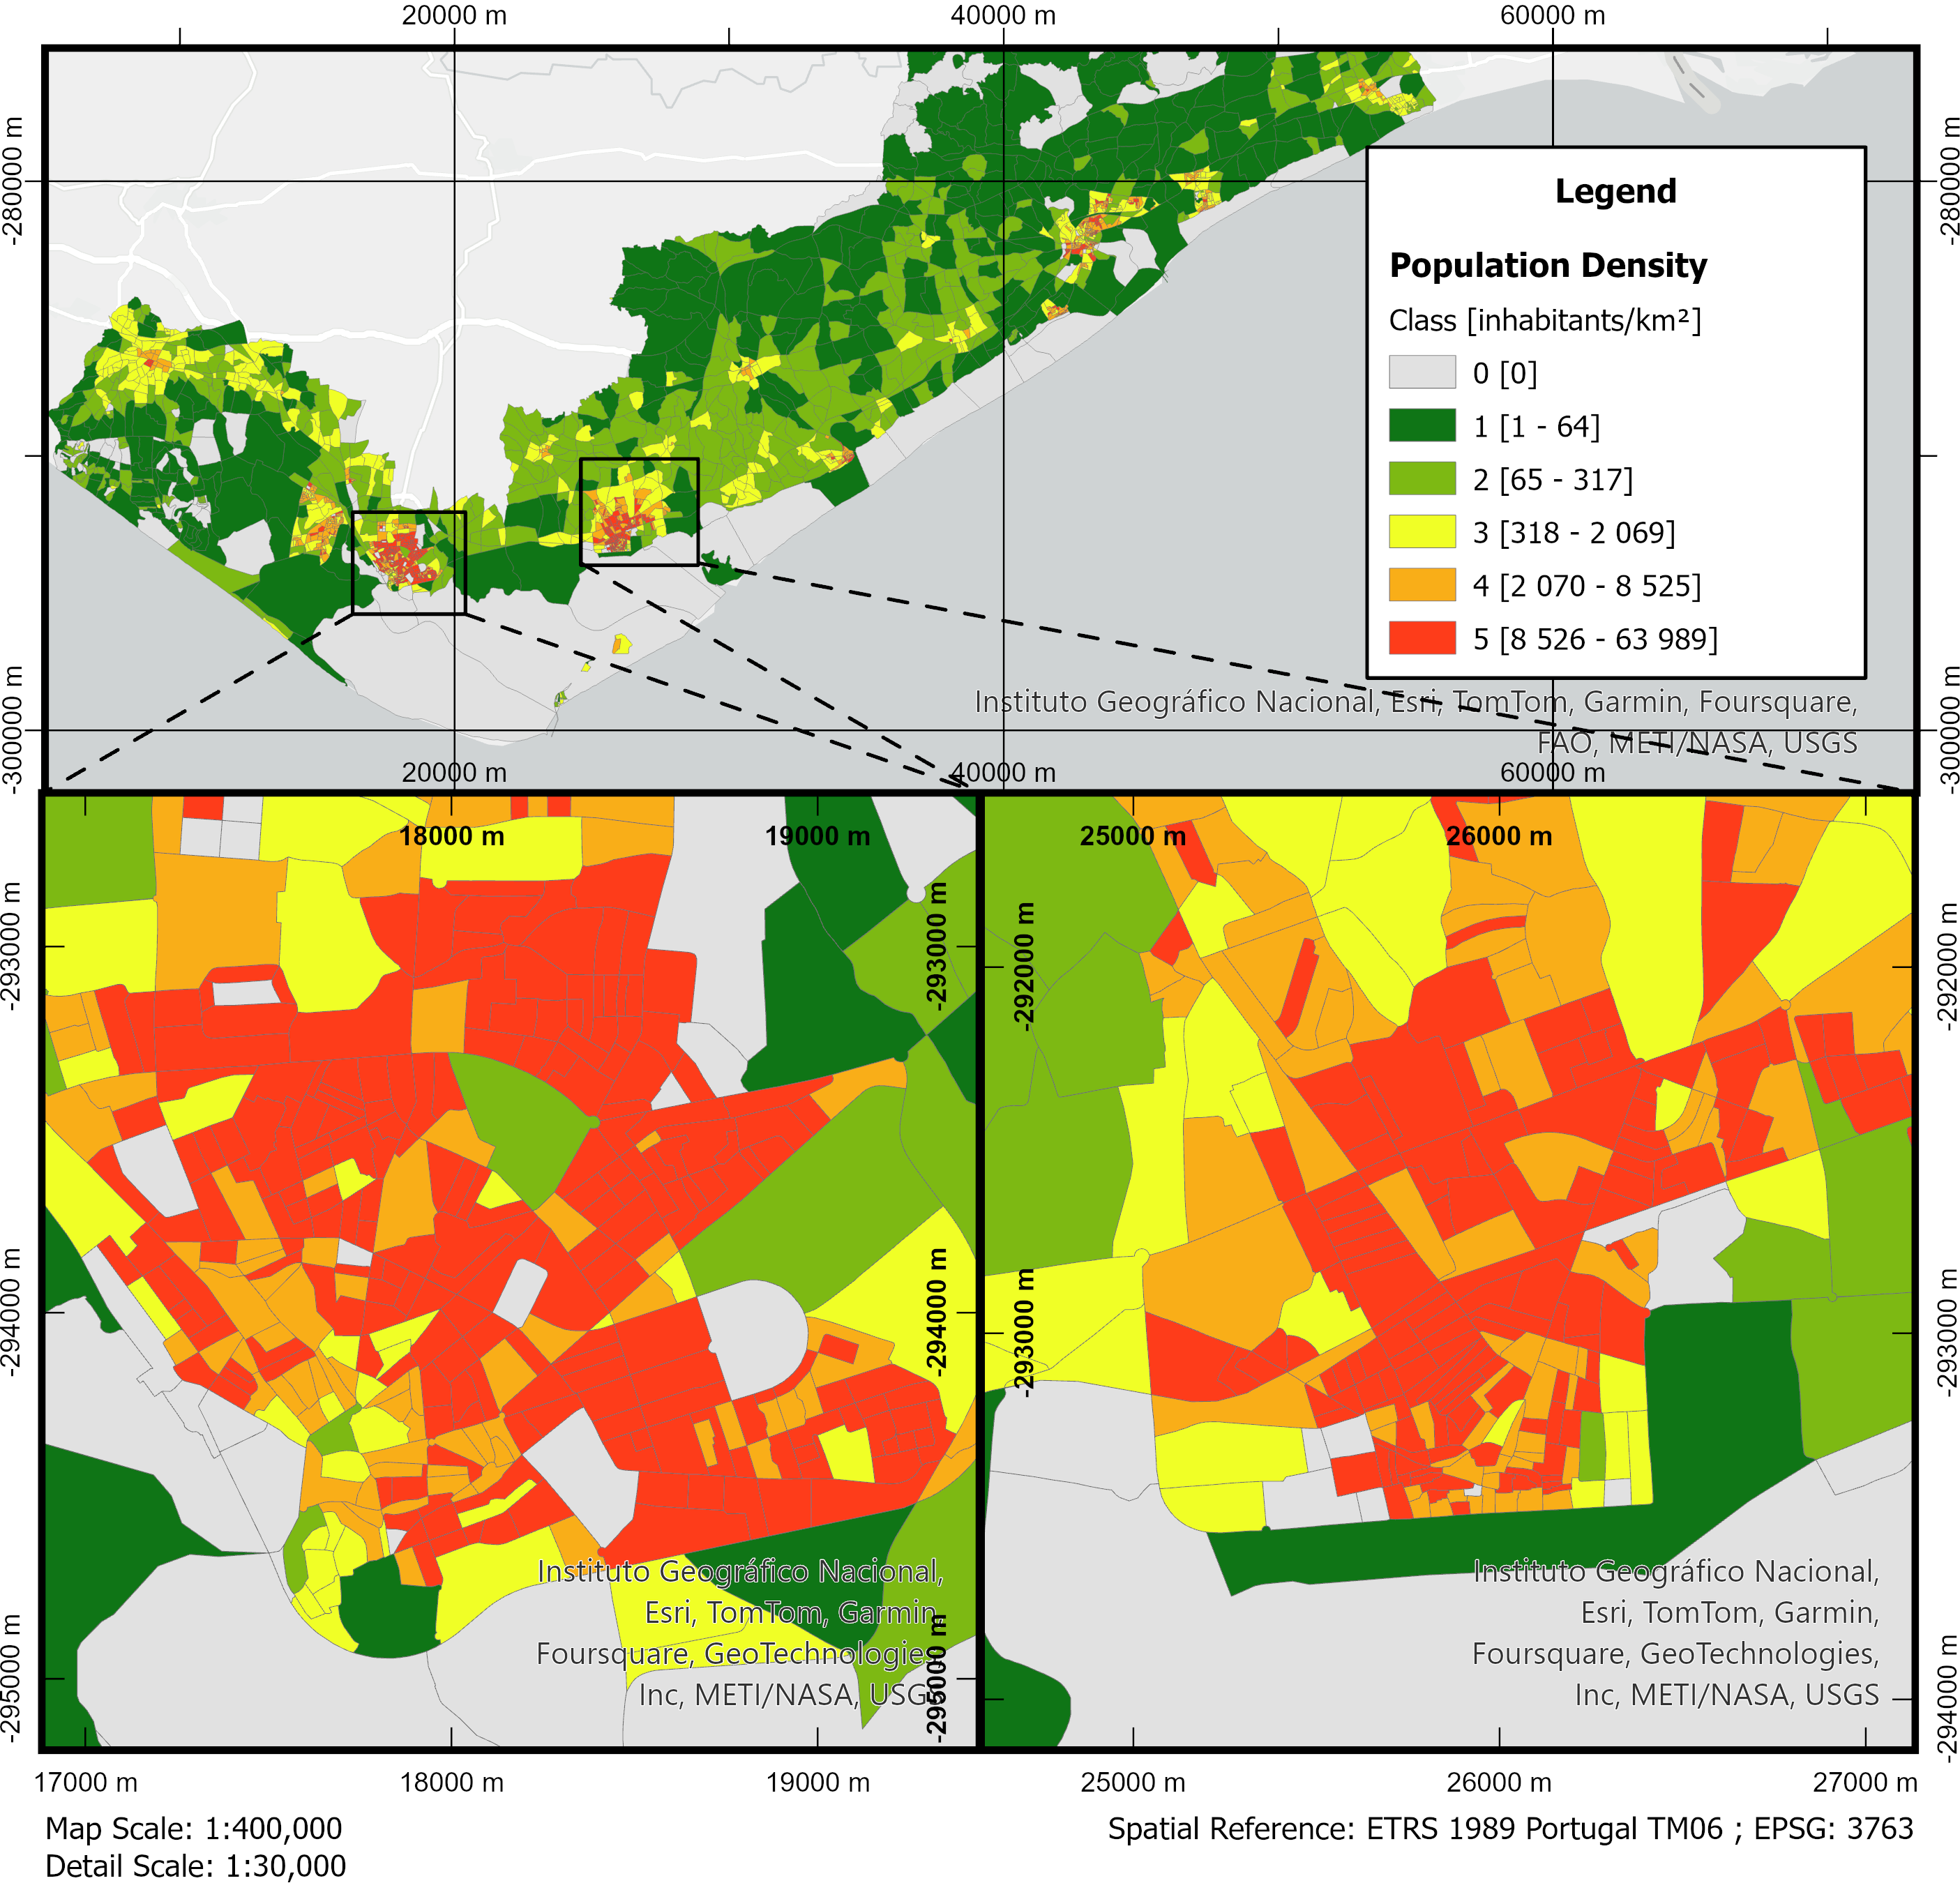 20000 m
40000 m
60000 m
-280000 m
-280000 m
Legend
Population Density
Class [inhabitants/km²]
0 [0]
1 [1 - 64]
2 [65 - 317]
3 [318 - 2 069]
4 [2 070 - 8 525]
5 [8 526 - 63 989]
-300000 m
-300000 m
Instituto Geográfico Nacional, Esri, TomTom, Garmin, Foursquare,
FAO, METI/NASA, USGS
20000 m
40000 m
60000 m
18000 m
19000 m
25000 m
26000 m
-293000 m
-293000 m
-292000 m
-292000 m
-294000 m
-294000 m
-293000 m
-293000 m
Instituto Geográfico Nacional,
Esri, TomTom, Garmin,
Foursquare, GeoTechnologies,
Inc, METI/NASA, USGS
Instituto Geográfico Nacional,
Esri, TomTom, Garmin,
Foursquare, GeoTechnologies,
Inc, METI/NASA, USGS
-295000 m
-295000 m
-294000 m
17000 m
18000 m
19000 m
25000 m
26000 m
27000 m
Map Scale: 1:400,000
Detail Scale: 1:30,000
Spatial Reference: ETRS 1989 Portugal TM06 ; EPSG: 3763